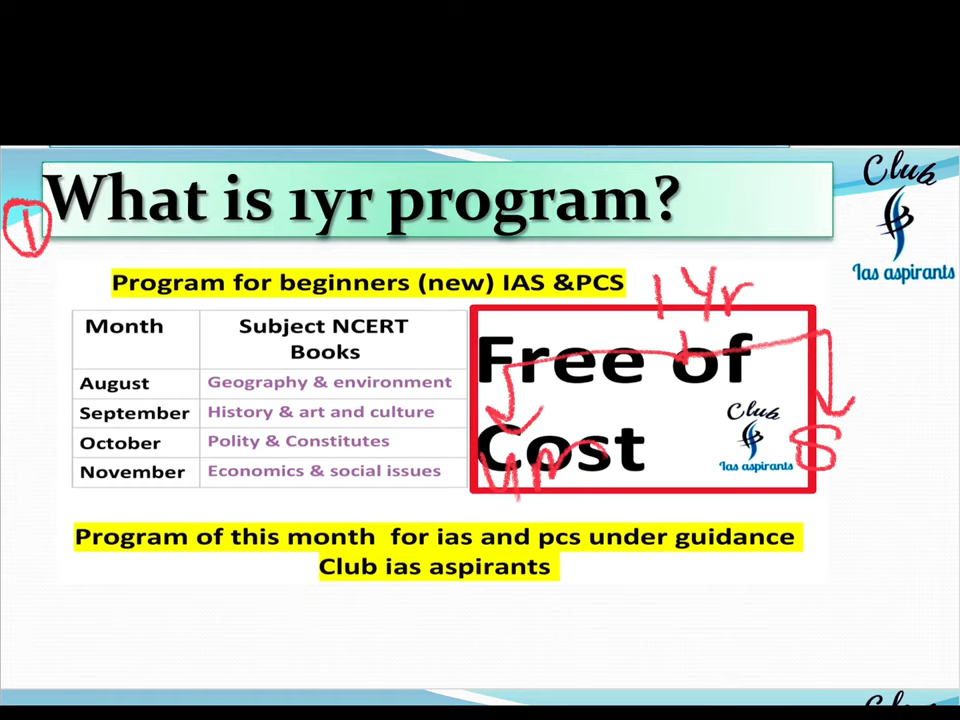 What is 1yr program?
1
Club
Ias aspirants
Program for beginners (new) IAS &PCS
1 Yr
Month Subject NCERT
Books
August Geography & environment
September History & art and culture
October Polity & Constitutes
November Economics & social issues
Free of
Cost
Club
Ias aspirants
Program of this month for ias and pcs under guidance
Club ias aspirants